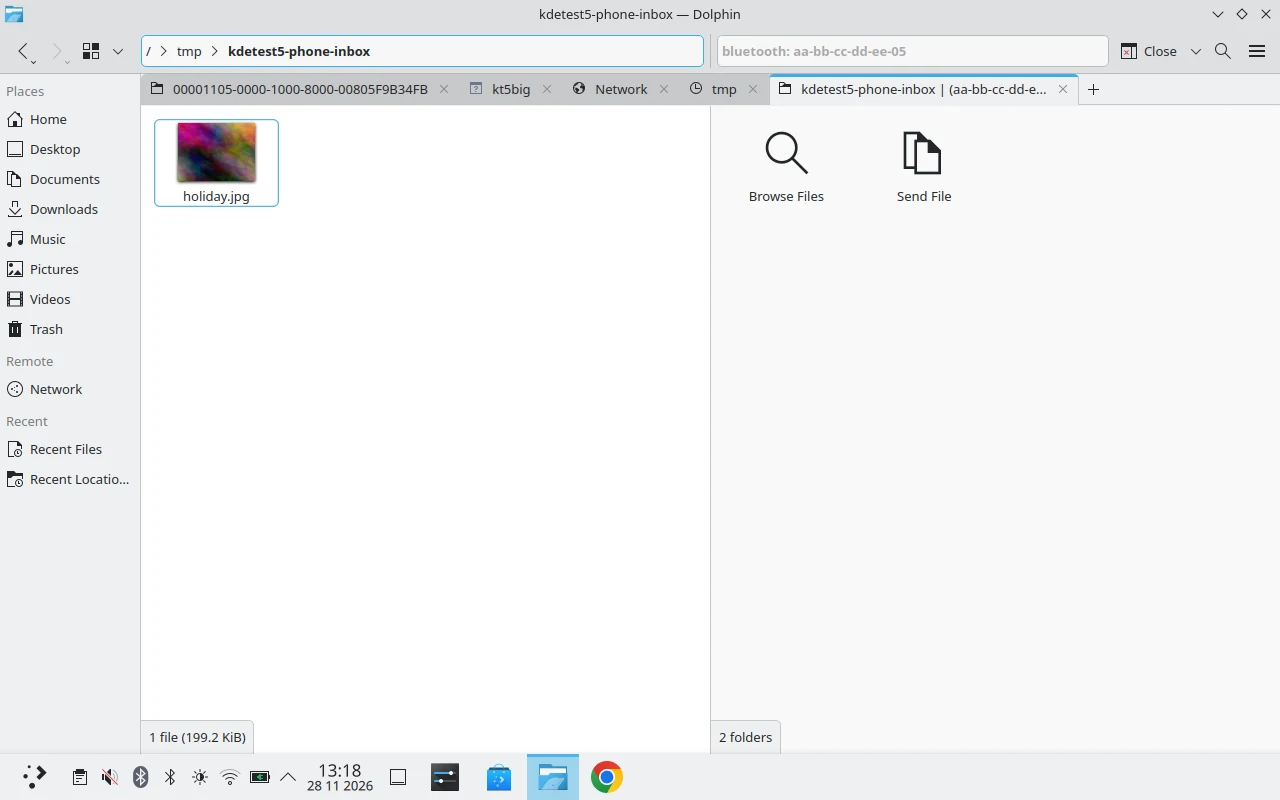 kdetest5-phone-inbox — Dolphin
/ > tmp > kdetest5-phone-inbox
bluetooth: aa-bb-cc-dd-ee-05
Close
Places
Home
Desktop
Documents
Downloads
Music
Pictures
Videos
Trash
Remote
Network
Recent
Recent Files
Recent Locatio...
00001105-0000-1000-8000-00805F9B34FB
kt5big
Network
tmp
kdetest5-phone-inbox | (aa-bb-cc-dd-e...
holiday.jpg
Browse Files
Send File
1 file (199.2 KiB)
2 folders
13:18
28 11 2026